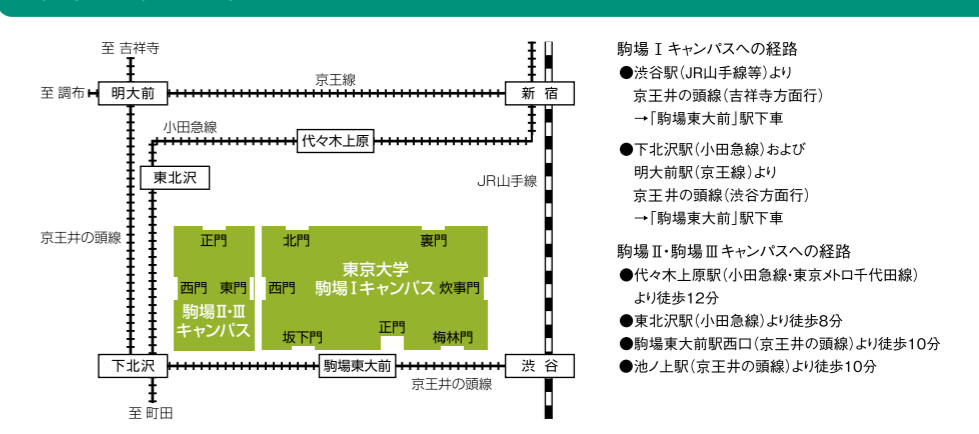 至 吉祥寺
至 調布
明大前
京王線
新 宿
小田急線
代々木上原
東北沢
JR山手線
京王井の頭線
正門
北門
裏門
東京大学
駒場Ⅰキャンパス
西門
東門
西門
炊事門
駒場Ⅱ・Ⅲ
キャンパス
坂下門
正門
梅林門
下北沢
駒場東大前
渋 谷
京王井の頭線
至 町田
駒場 Ⅰ キャンパスへの経路
●渋谷駅(JR山手線等)より
京王井の頭線(吉祥寺方面行)
→「駒場東大前」駅下車
●下北沢駅(小田急線)および
明大前駅(京王線)より
京王井の頭線(渋谷方面行)
→「駒場東大前」駅下車
駒場Ⅱ・駒場Ⅲキャンパスへの経路
●代々木上原駅(小田急線・東京メトロ千代田線)
より徒歩12分
●東北沢駅(小田急線)より徒歩8分
●駒場東大前駅西口(京王井の頭線)より徒歩10分
●池ノ上駅(京王井の頭線)より徒歩10分